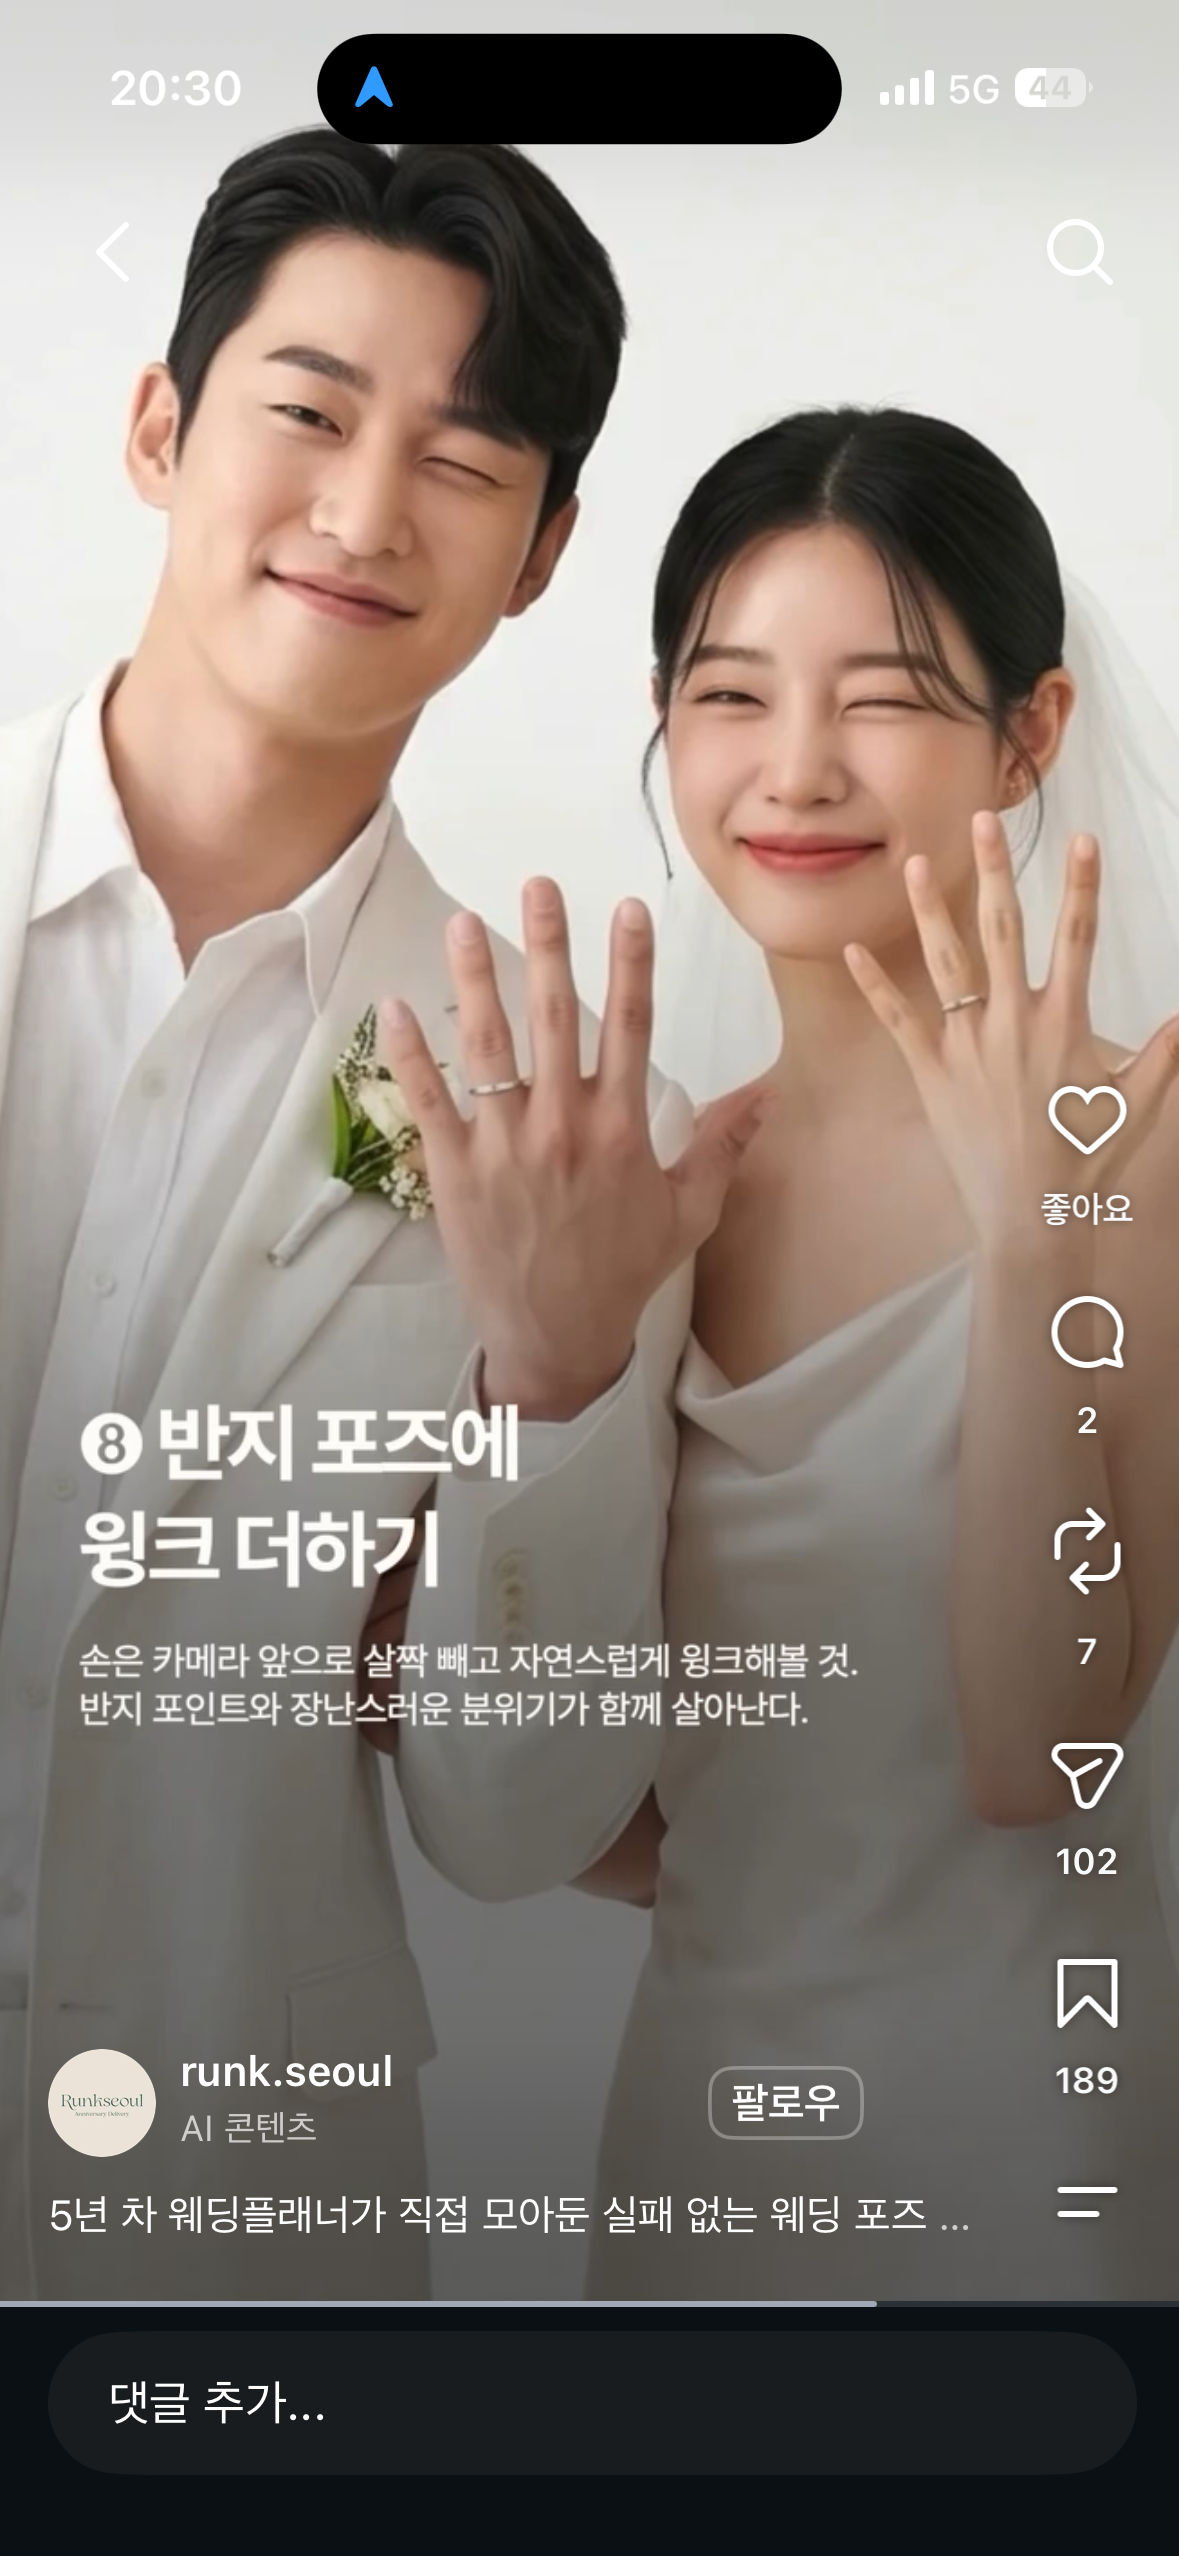 20:30
5G
44
좋아요
2
7
102
189
❽ 반지 포즈에
윙크 더하기
손은 카메라 앞으로 살짝 빼고 자연스럽게 윙크해볼 것.
반지 포인트와 장난스러운 분위기가 함께 살아난다.
Runkseoul
Anniversary Delivery
runk.seoul
AI 콘텐츠
팔로우
5년 차 웨딩플래너가 직접 모아둔 실패 없는 웨딩 포즈 ...
댓글 추가...